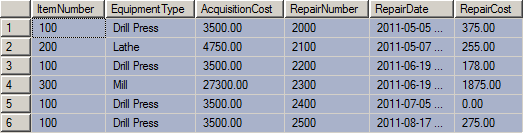 ItemNumber EquipmentType AcquisitionCost RepairNumber RepairDate RepairCost
1 100 Drill Press 3500.00 2000 2011-05-05 ... 375.00
2 200 Lathe 4750.00 2100 2011-05-07 ... 255.00
3 100 Drill Press 3500.00 2200 2011-06-19 ... 178.00
4 300 Mill 27300.00 2300 2011-06-19 ... 1875.00
5 100 Drill Press 3500.00 2400 2011-07-05 ... 0.00
6 100 Drill Press 3500.00 2500 2011-08-17 ... 275.00